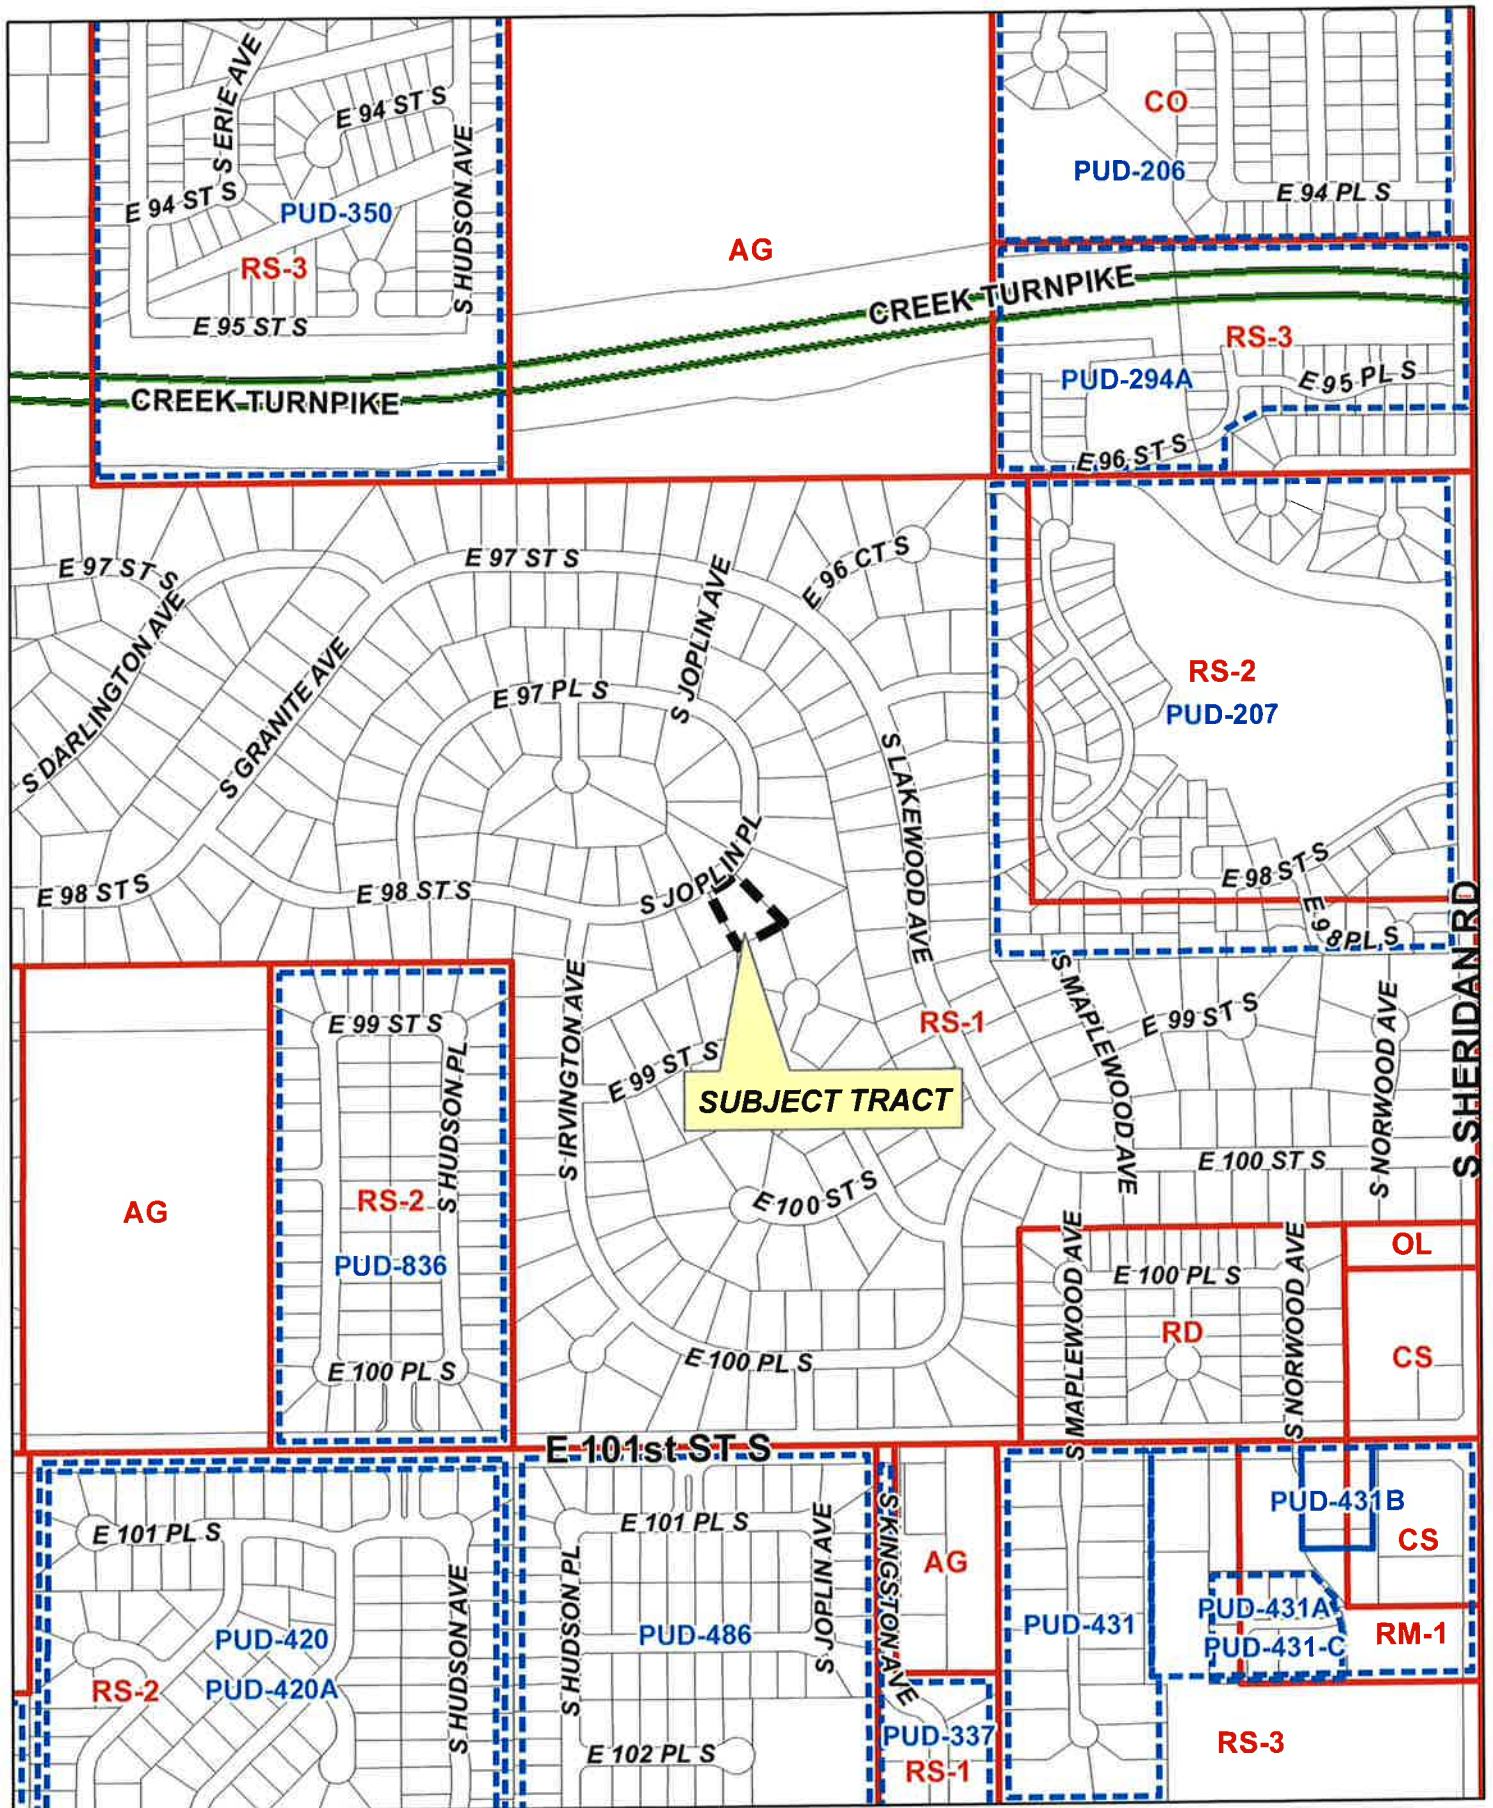 S ERIE AVE
E 94 ST S
S HUDSON AVE
E 94 ST S
PUD-350
RS-3
E 95 ST S
CREEK TURNPIKE
AG
CREEK TURNPIKE
CO
PUD-206
E 94 PL S
RS-3
PUD-294A
E 95 PL S
E 96 ST S
E 97 ST S
E 97 ST S
S DARLINGTON AVE
S GRANITE AVE
E 96 CT S
S JOPLIN AVE
E 97 PL S
S LAKEWOOD AVE
RS-2
PUD-207
S JOPLIN PL
E 98 ST S
E 98 ST S
E 98 ST S
E 98 PL S
S SHERIDAN RD
S IRVINGTON AVE
E 99 ST S
S HUDSON PL
E 99 ST S
RS-1
S MAPLEWOOD AVE
E 99 ST S
S NORWOOD AVE
SUBJECT TRACT
E 100 ST S
E 100 ST S
AG
RS-2
PUD-836
E 100 PL S
E 100 PL S
S MAPLEWOOD AVE
E 100 PL S
S NORWOOD AVE
RD
OL
CS
E 101st ST S
E 101 PL S
S HUDSON AVE
PUD-420
RS-2
PUD-420A
E 101 PL S
S HUDSON PL
S JOPLIN AVE
PUD-486
E 102 PL S
S KINGSTON AVE
AG
PUD-337
RS-1
PUD-431
PUD-431B
CS
PUD-431A
PUD-431-C
RM-1
RS-3